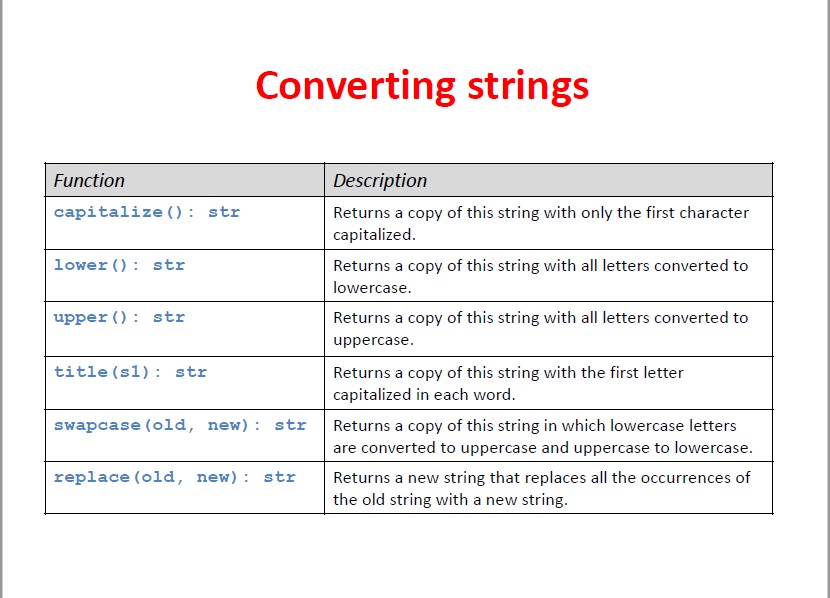 Converting strings
Function Description
capitalize(): str Returns a copy of this string with only the first character
capitalized.
lower(): str Returns a copy of this string with all letters converted to
lowercase.
upper(): str Returns a copy of this string with all letters converted to
uppercase.
title(s1): str Returns a copy of this string with the first letter
capitalized in each word.
swapcase(old, new): str Returns a copy of this string in which lowercase letters
are converted to uppercase and uppercase to lowercase.
replace(old, new): str Returns a new string that replaces all the occurrences of
the old string with a new string.